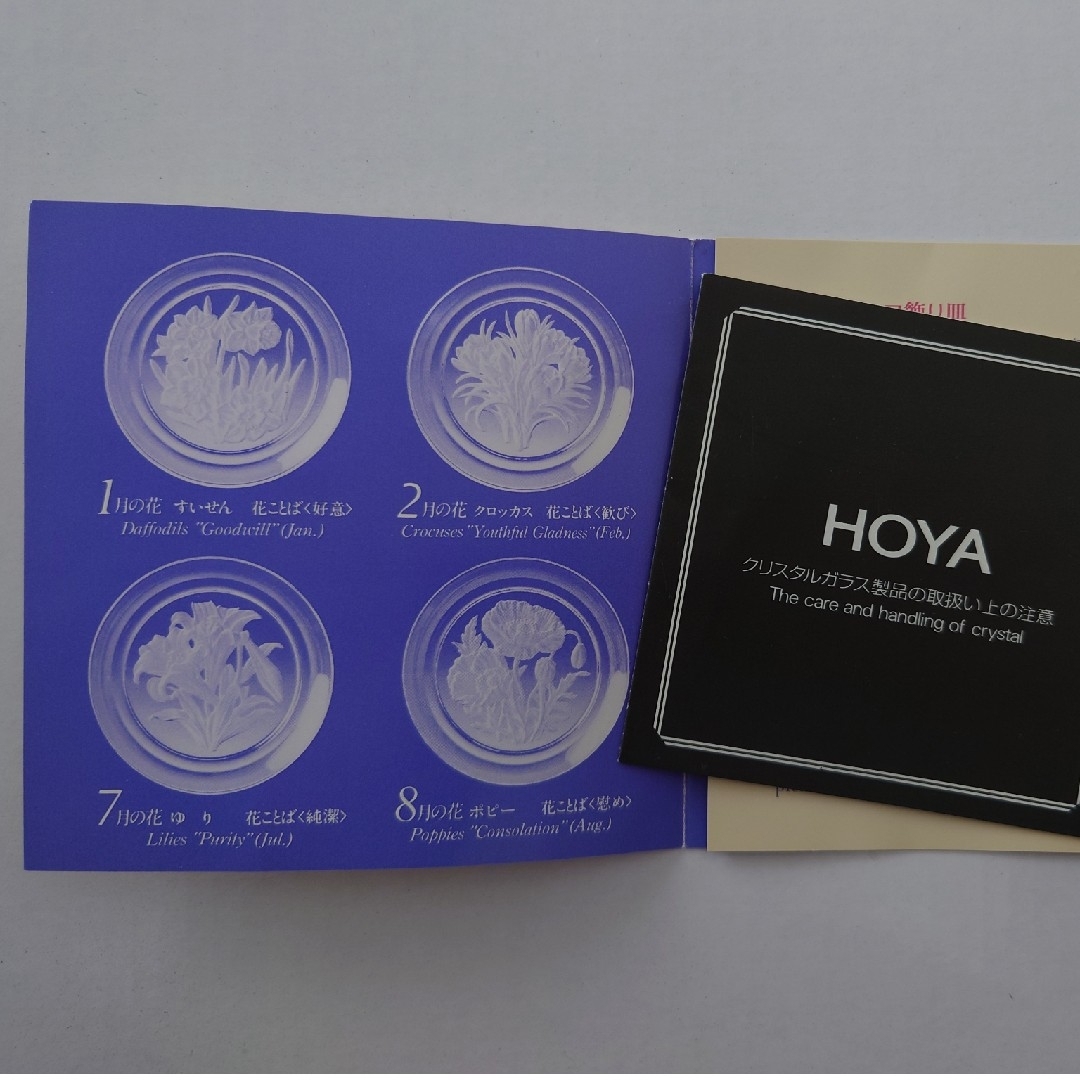 1月の花 すいせん 花ことば〈好意〉
Daffodils "Goodwill" (Jan.)
2月の花 クロッカス 花ことば〈歓び〉
Crocuses "Youthful Gladness" (Feb.)
7月の花 ゆり 花ことば〈純潔〉
Lilies "Purity" (Jul.)
8月の花 ポピー 花ことば〈慰め〉
Poppies "Consolation" (Aug.)
飾り皿
HOYA
クリスタルガラス製品の取扱い上の注意
The care and handling of crystal